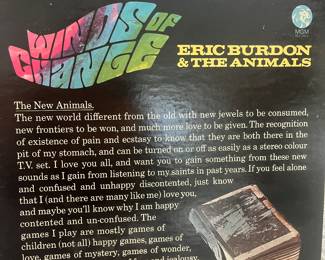 WINDS OF
CHANGE
MGM
ERIC BURDON
& THE ANIMALS
The New Animals.
The new world different from the old with new jewels to be consumed,
new frontiers to be won, and much more love to be given. The recognition
of existence of pain and ecstasy to know that they are both there in the
pit of my stomach, and can be turned on or off as easily as a stereo colour
T.V. set. I love you all, and want you to gain something from these new
sounds as I gain from listening to my saints in past years. If you feel alone
and confused and unhappy discontented, just know
that I (and there are many like me) love you,
and maybe you'll know why I am happy
contented and un-confused. The
games I play are mostly games of
children (not all) happy games, games of
love, games of mystery, games of wonder,
jealousy,